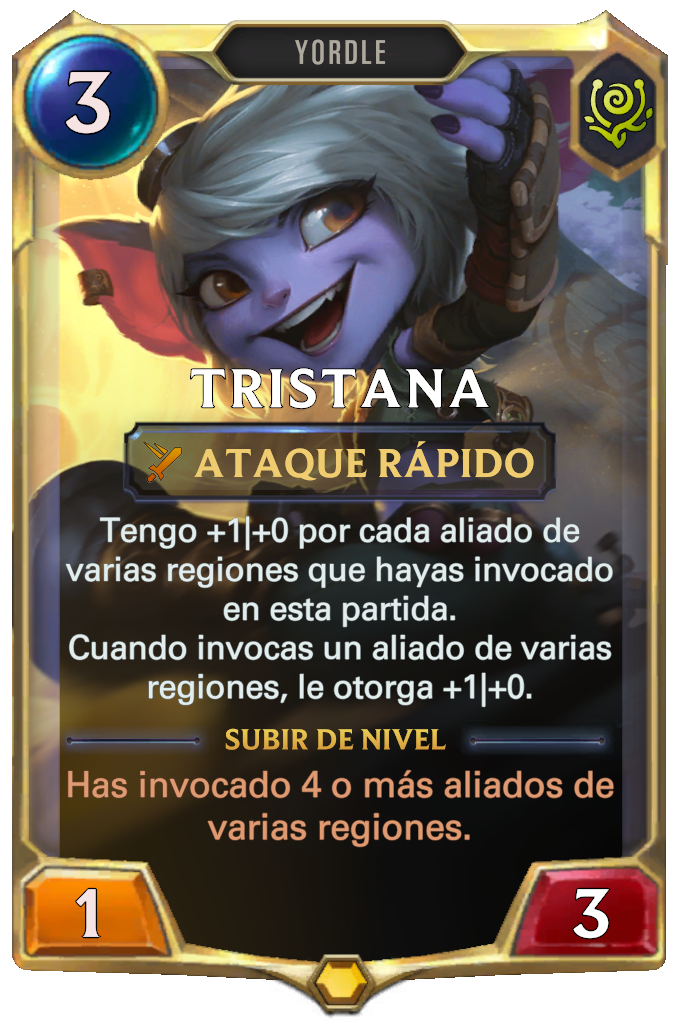 3
YORDLE
TRISTANA
ATAQUE RÁPIDO
Tengo +1|+0 por cada aliado de
varias regiones que hayas invocado
en esta partida.
Cuando invocas un aliado de varias
regiones, le otorga +1|+0.
SUBIR DE NIVEL
Has invocado 4 o más aliados de
varias regiones.
1
3